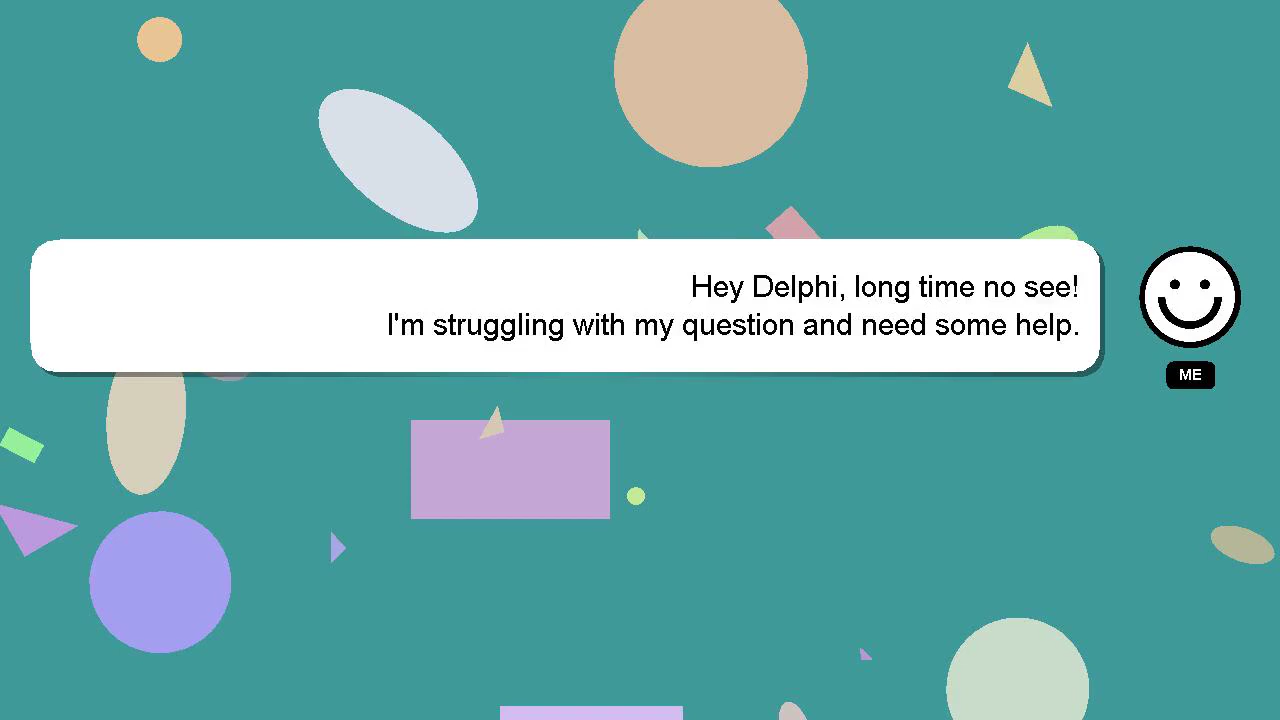 Hey Delphi, long time no see!
I'm struggling with my question and need some help.
ME